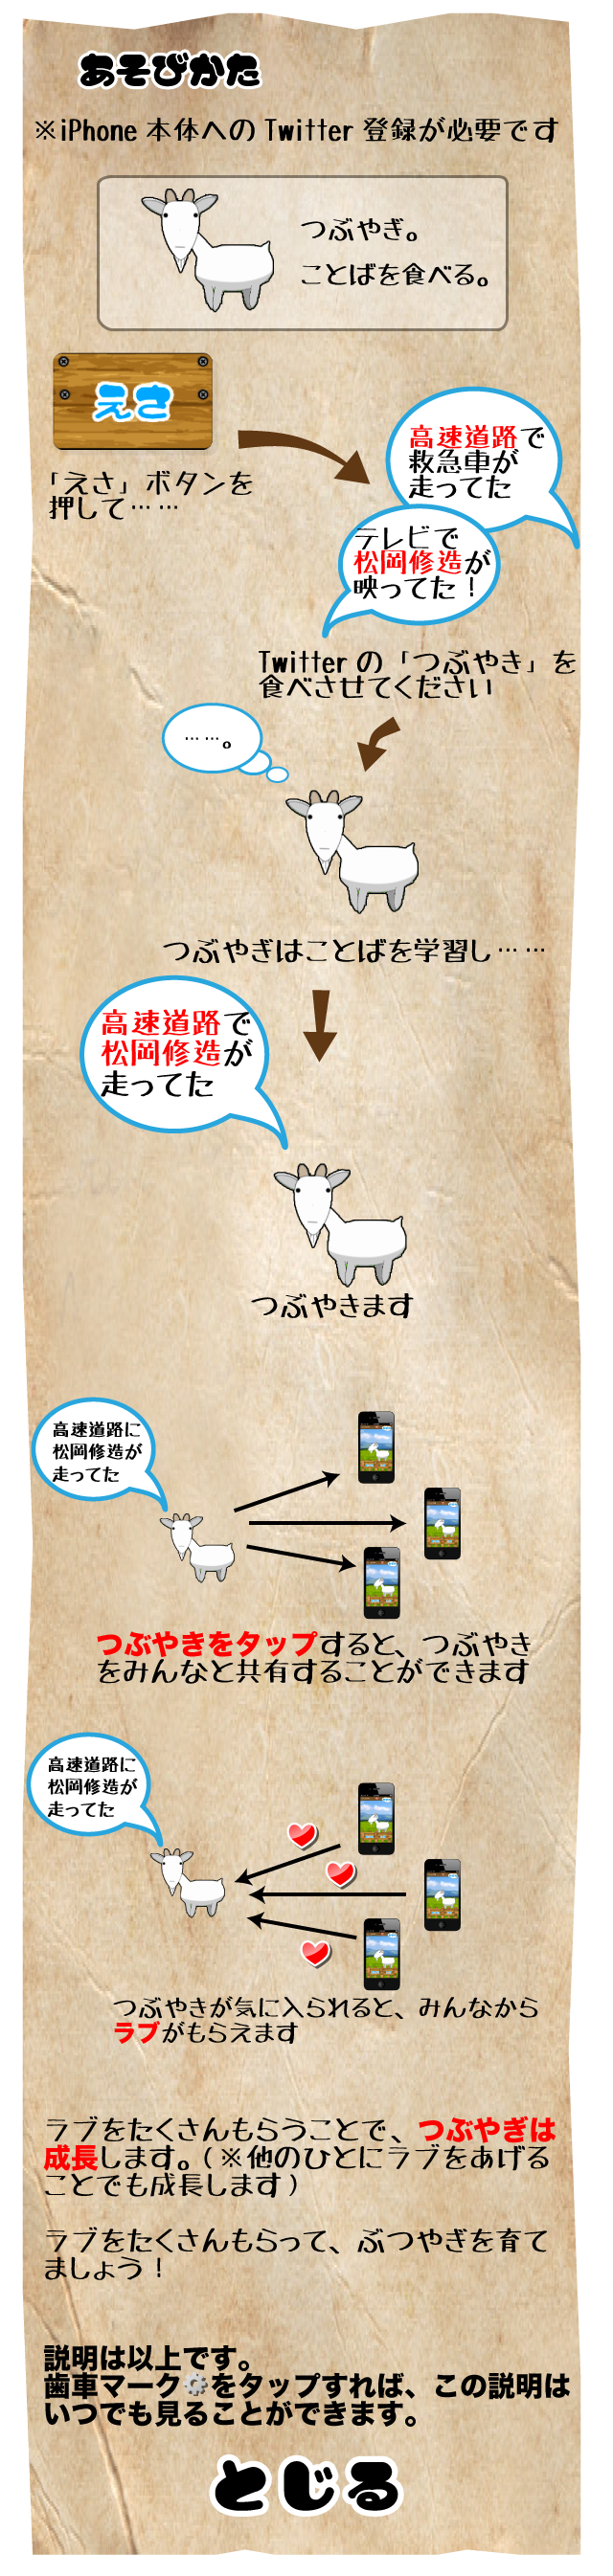 あそびかた
※iPhone 本体への Twitter 登録が必要です
つぶやぎ。
ことばを食べる。
えさ
「えさ」ボタンを
押して……
高速道路で
救急車が
走ってた
テレビで
松岡修造が
映ってた！
Twitter の「つぶやき」を
食べさせてください
……。
つぶやぎはことばを学習し……
高速道路で
松岡修造が
走ってた
つぶやきます
高速道路に
松岡修造が
走ってた
つぶやきをタップすると、つぶやき
をみんなと共有することができます
高速道路に
松岡修造が
走ってた
つぶやきが気に入られると、みんなから
ラブがもらえます
ラブをたくさんもらうことで、つぶやぎは
成長します。（※他のひとにラブをあげる
ことでも成長します）
ラブをたくさんもらって、ぶつやぎを育て
ましょう！
説明は以上です。
歯車マークをタップすれば、この説明は
いつでも見ることができます。
とじる